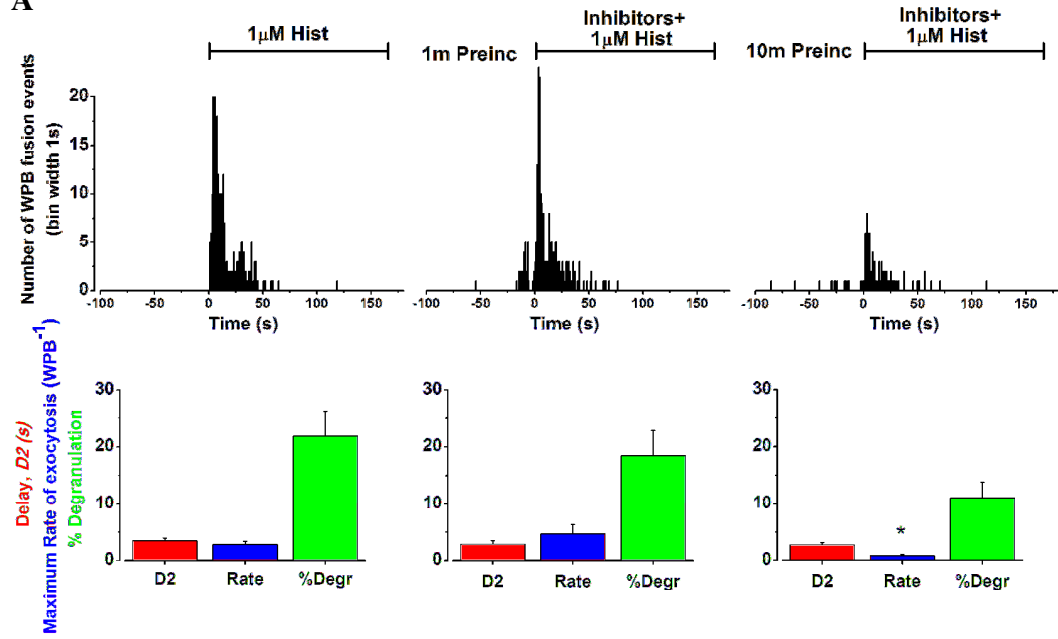 A
1μM Hist
1m Preinc
Inhibitors+
1μM Hist
10m Preinc
Inhibitors+
1μM Hist
Number of WPB fusion events
(bin width 1s)
20
15
10
5
0
-100 -50 0 50 100 150
Time (s)
-100 -50 0 50 100 150
Time (s)
-100 -50 0 50 100 150
Time (s)
Delay, D2 (s)
Maximum Rate of exocytosis (WPB⁻¹)
% Degranulation
30
20
10
0
D2 Rate %Degr
30
20
10
0
D2 Rate %Degr
30
20
10
0
*
D2 Rate %Degr